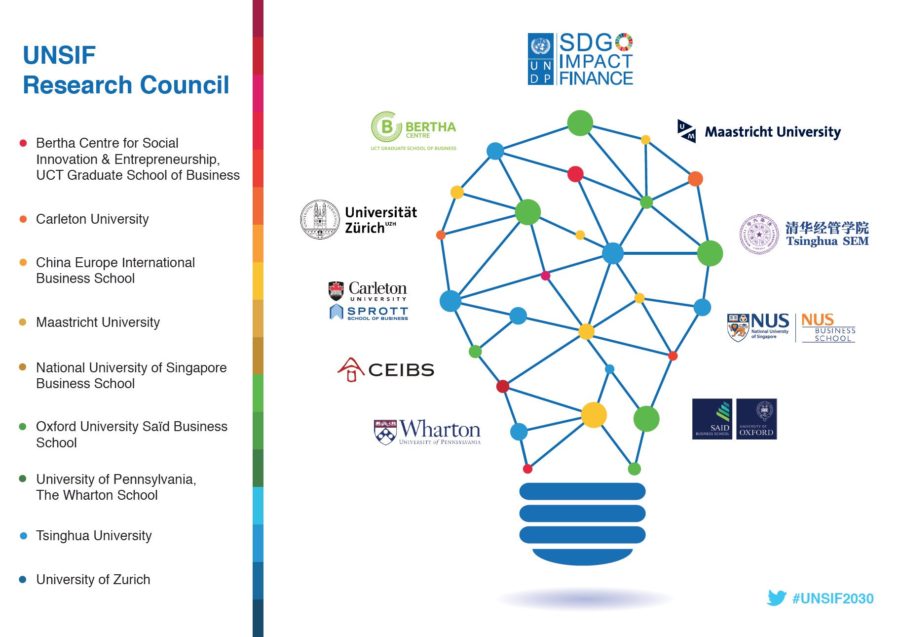 UNSIF
Research Council
Bertha Centre for Social
Innovation & Entrepreneurship,
UCT Graduate School of Business
Carleton University
China Europe International
Business School
Maastricht University
National University of Singapore
Business School
Oxford University Saïd Business
School
University of Pennsylvania,
The Wharton School
Tsinghua University
University of Zurich
UN
DP
SDG
IMPACT
FINANCE
B BERTHA
CENTRE
UCT GRADUATE SCHOOL OF BUSINESS
UM
Maastricht University
Universität
Zürich UZH
清华经管学院
Tsinghua SEM
Carleton
UNIVERSITY
SPROTT
SCHOOL OF BUSINESS
NUS
National University
of Singapore
NUS
BUSINESS
SCHOOL
CEIBS
Wharton
UNIVERSITY of PENNSYLVANIA
SAID
BUSINESS SCHOOL
UNIVERSITY OF
OXFORD
#UNSIF2030